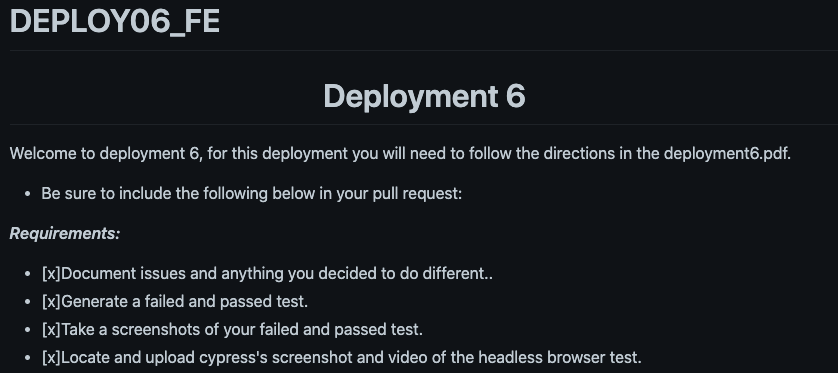 DEPLOY06_FE
Deployment 6
Welcome to deployment 6, for this deployment you will need to follow the directions in the deployment6.pdf.
• Be sure to include the following below in your pull request:
Requirements:
• [x]Document issues and anything you decided to do different..
• [x]Generate a failed and passed test.
• [x]Take a screenshots of your failed and passed test.
• [x]Locate and upload cypress's screenshot and video of the headless browser test.